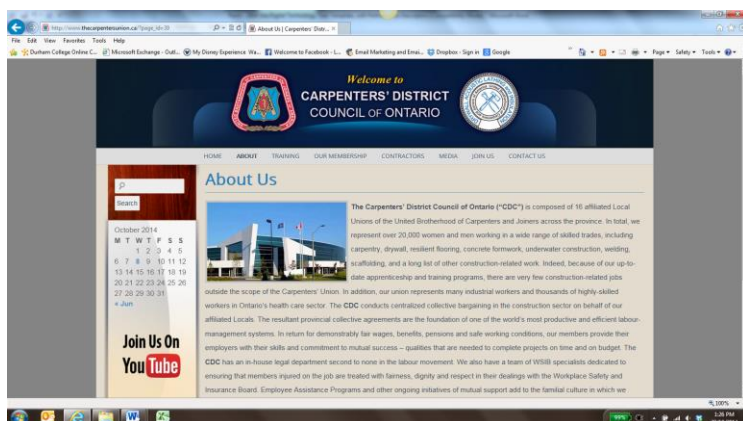 http://www.thecarpentersunion.ca/?page_id=
About Us | Carpenters' Distr...
File Edit View Favorites Tools Help
Durham College Online C... Microsoft Exchange - Outl... My Disney Experience Wa... Welcome to Facebook - L... Email Marketing and Emai... Dropbox - Sign in Google
Page Safety Tools
Welcome to
CARPENTERS' DISTRICT
COUNCIL OF ONTARIO
HOME ABOUT TRAINING OUR MEMBERSHIP CONTRACTORS MEDIA JOIN US CONTACT US
Search
October 2014
M T W T F S S
1 2 3 4 5
6 7 8 9 10 11 12
13 14 15 16 17 18 19
20 21 22 23 24 25 26
27 28 29 30 31
« Jun
Join Us On
YouTube
About Us
The Carpenters' District Council of Ontario ("CDC") is composed of 16 affiliated Local
Unions of the United Brotherhood of Carpenters and Joiners across the province. In total, we
represent over 20,000 women and men working in a wide range of skilled trades, including
carpentry, drywall, resilient flooring, concrete formwork, underwater construction, welding,
scaffolding, and a long list of other construction-related work. Indeed, because of our up-to-
date apprenticeship and training programs, there are very few construction-related jobs
outside the scope of the Carpenters' Union. In addition, our union represents many industrial workers and thousands of highly-skilled
workers in Ontario's health care sector. The CDC conducts centralized collective bargaining in the construction sector on behalf of our
affiliated Locals. The resultant provincial collective agreements are the foundation of one of the world's most productive and efficient labour-
management systems. In return for demonstrably fair wages, benefits, pensions and safe working conditions, our members provide their
employers with their skills and commitment to mutual success – qualities that are needed to complete projects on time and on budget. The
CDC has an in-house legal department second to none in the labour movement. We also have a team of WSIB specialists dedicated to
ensuring that members injured on the job are treated with fairness, dignity and respect in their dealings with the Workplace Safety and
Insurance Board. Employee Assistance Programs and other ongoing initiatives of mutual support add to the familial culture in which we
100%
99%
1:26 PM